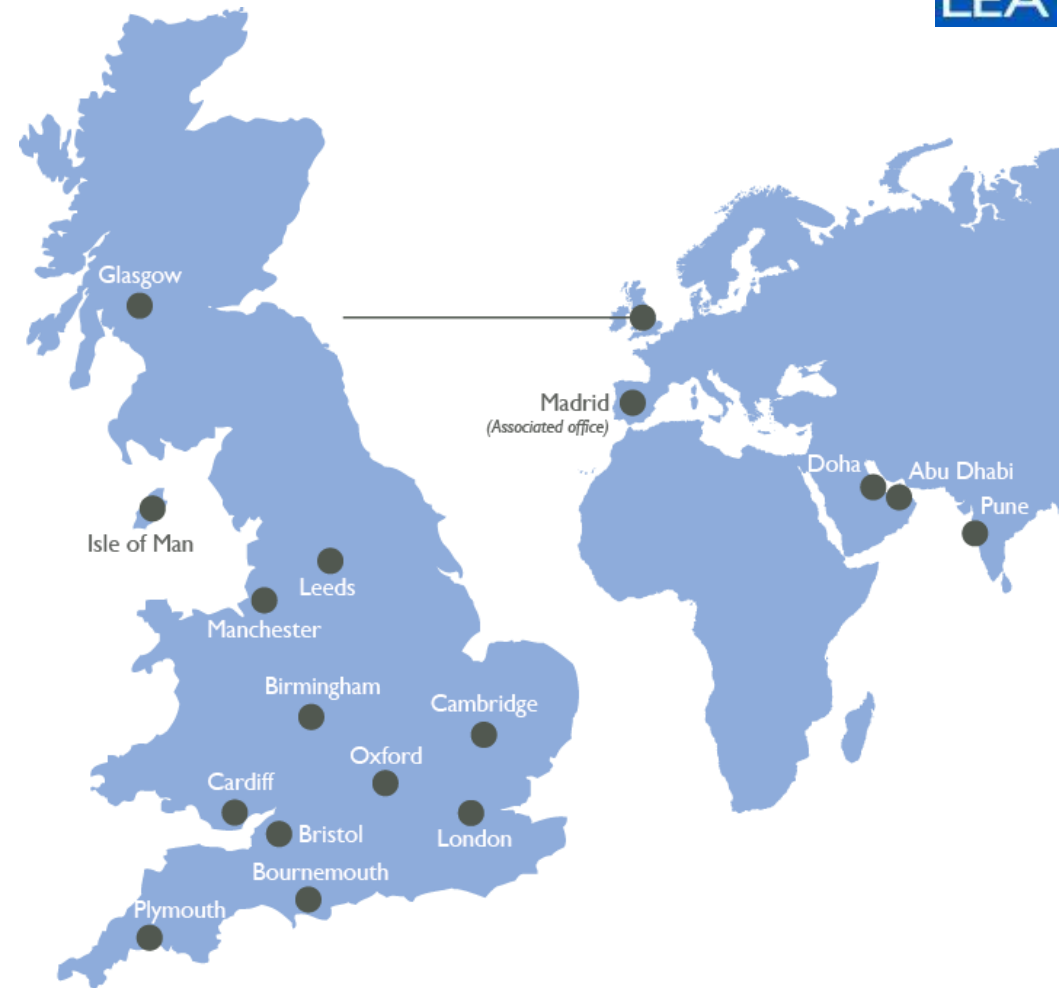 LEA
Glasgow
Madrid
(Associated office)
Doha
Abu Dhabi
Pune
Isle of Man
Leeds
Manchester
Birmingham
Cambridge
Oxford
Cardiff
Bristol
London
Bournemouth
Plymouth